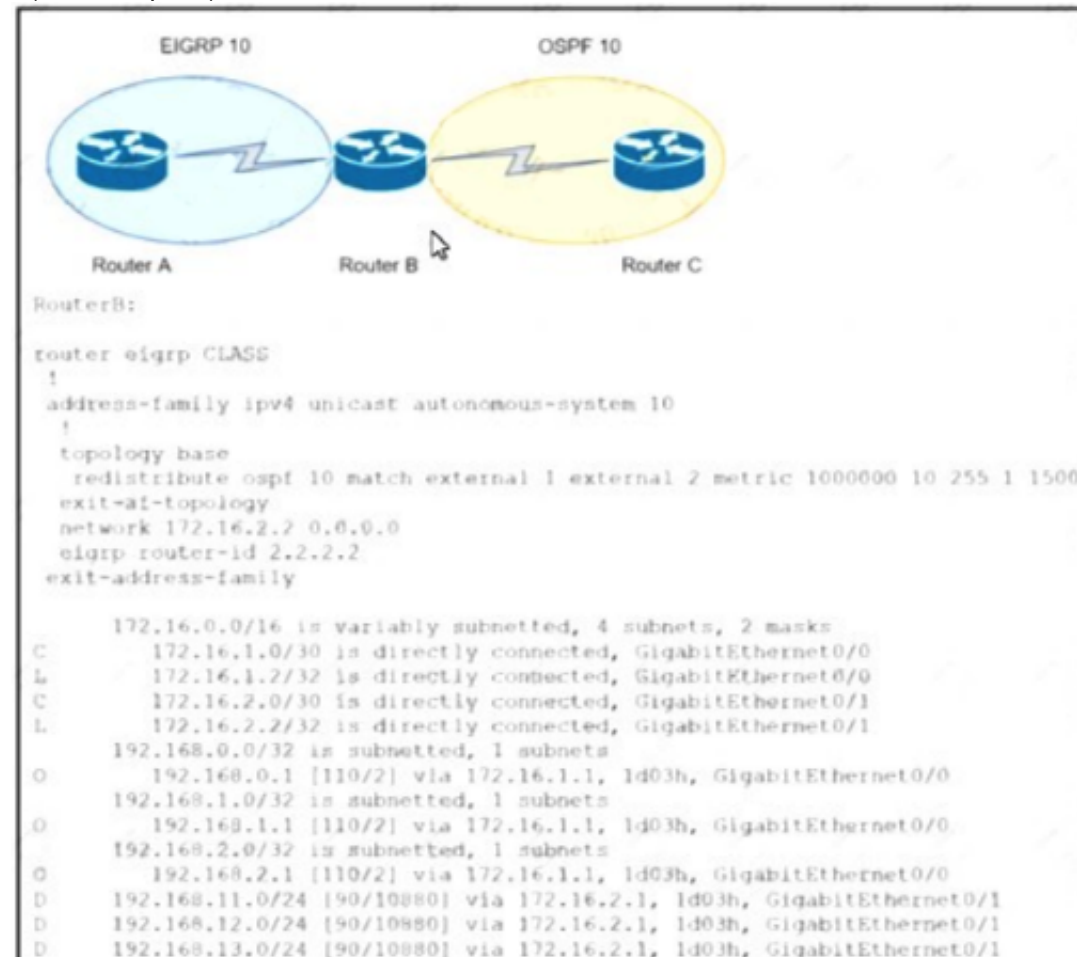 EIGRP 10
OSPF 10
Router A
Router B
Router C
RouterB:
router eigrp CLASS
!
address-family ipv4 unicast autonomous-system 10
!
topology base
redistribute ospf 10 match external 1 external 2 metric 1000000 10 255 1 1500
exit-af-topology
network 172.16.2.2 0.0.0.0
eigrp router-id 2.2.2.2
exit-address-family
172.16.0.0/16 is variably subnetted, 4 subnets, 2 masks
C 172.16.1.0/30 is directly connected, GigabitEthernet0/0
L 172.16.1.2/32 is directly connected, GigabitEthernet0/0
C 172.16.2.0/30 is directly connected, GigabitEthernet0/1
L 172.16.2.2/32 is directly connected, GigabitEthernet0/1
192.168.0.0/32 is subnetted, 1 subnets
O 192.168.0.1 [110/2] via 172.16.1.1, 1d03h, GigabitEthernet0/0
192.168.1.0/32 is subnetted, 1 subnets
O 192.168.1.1 [110/2] via 172.16.1.1, 1d03h, GigabitEthernet0/0
192.168.2.0/32 is subnetted, 1 subnets
O 192.168.2.1 [110/2] via 172.16.1.1, 1d03h, GigabitEthernet0/0
D 192.168.11.0/24 [90/10880] via 172.16.2.1, 1d03h, GigabitEthernet0/1
D 192.168.12.0/24 [90/10880] via 172.16.2.1, 1d03h, GigabitEthernet0/1
D 192.168.13.0/24 [90/10880] via 172.16.2.1, 1d03h, GigabitEthernet0/1